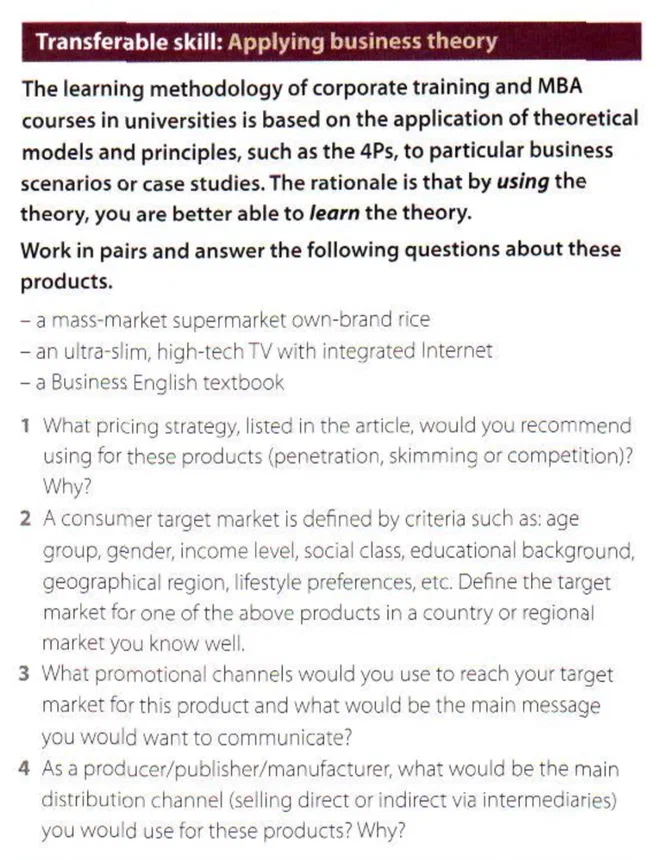 Transferable skill: Applying business theory
The learning methodology of corporate training and MBA
courses in universities is based on the application of theoretical
models and principles, such as the 4Ps, to particular business
scenarios or case studies. The rationale is that by using the
theory, you are better able to learn the theory.
Work in pairs and answer the following questions about these
products.
– a mass-market supermarket own-brand rice
– an ultra-slim, high-tech TV with integrated Internet
– a Business English textbook
1 What pricing strategy, listed in the article, would you recommend
using for these products (penetration, skimming or competition)?
Why?
2 A consumer target market is defined by criteria such as: age
group, gender, income level, social class, educational background,
geographical region, lifestyle preferences, etc. Define the target
market for one of the above products in a country or regional
market you know well.
3 What promotional channels would you use to reach your target
market for this product and what would be the main message
you would want to communicate?
4 As a producer/publisher/manufacturer, what would be the main
distribution channel (selling direct or indirect via intermediaries)
you would use for these products? Why?